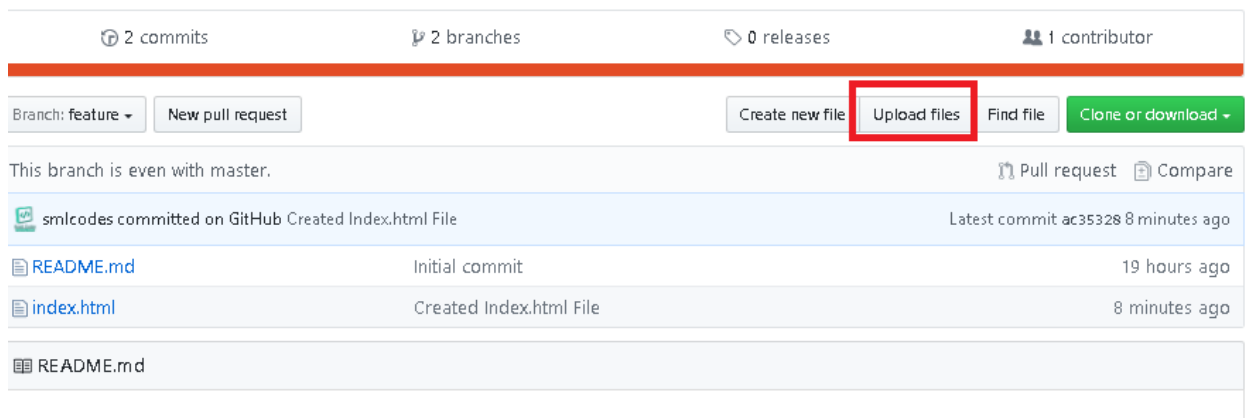 2 commits 2 branches 0 releases 1 contributor
Branch: feature New pull request Create new file Upload files Find file Clone or download
This branch is even with master. Pull request Compare
smlcodes committed on GitHub Created Index.html File Latest commit ac35328 8 minutes ago
README.md Initial commit 19 hours ago
index.html Created Index.html File 8 minutes ago
README.md